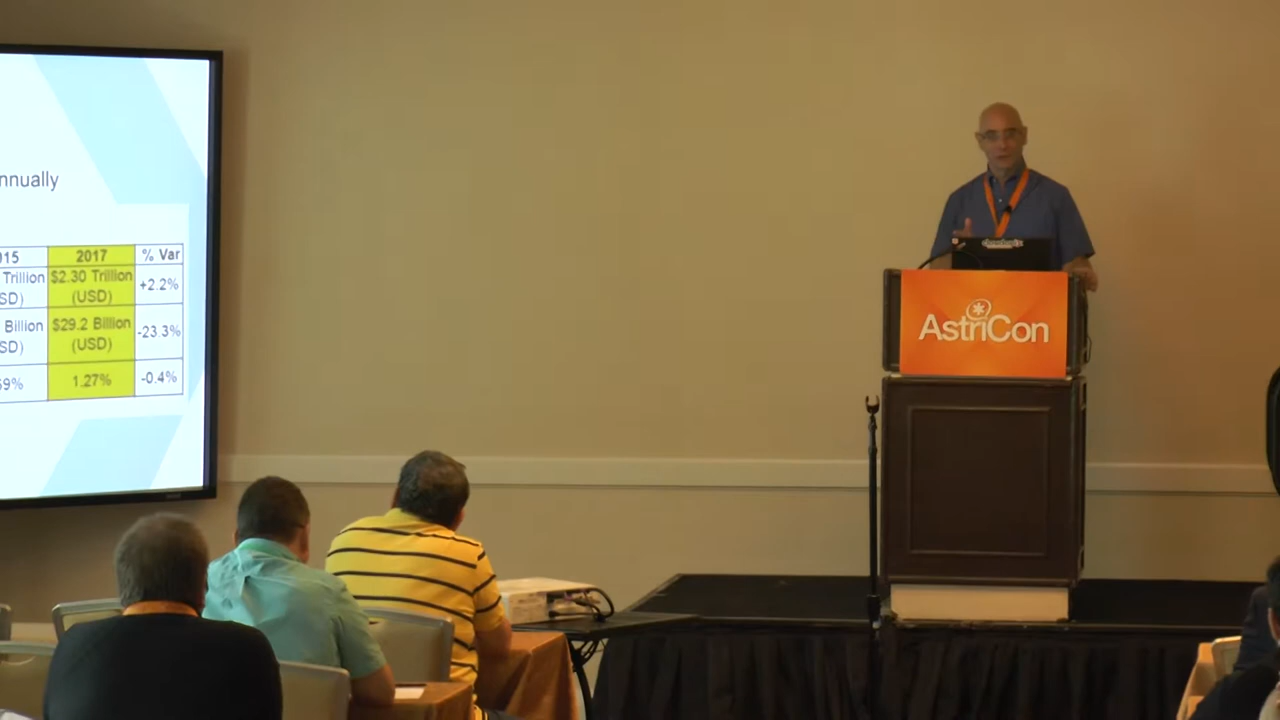 nnually
015 2017 % Var
Trillion $2.30 Trillion +2.2%
SD) (USD)
Billion $29.2 Billion -23.3%
SD) (USD)
69% 1.27% -0.4%
AstriCon